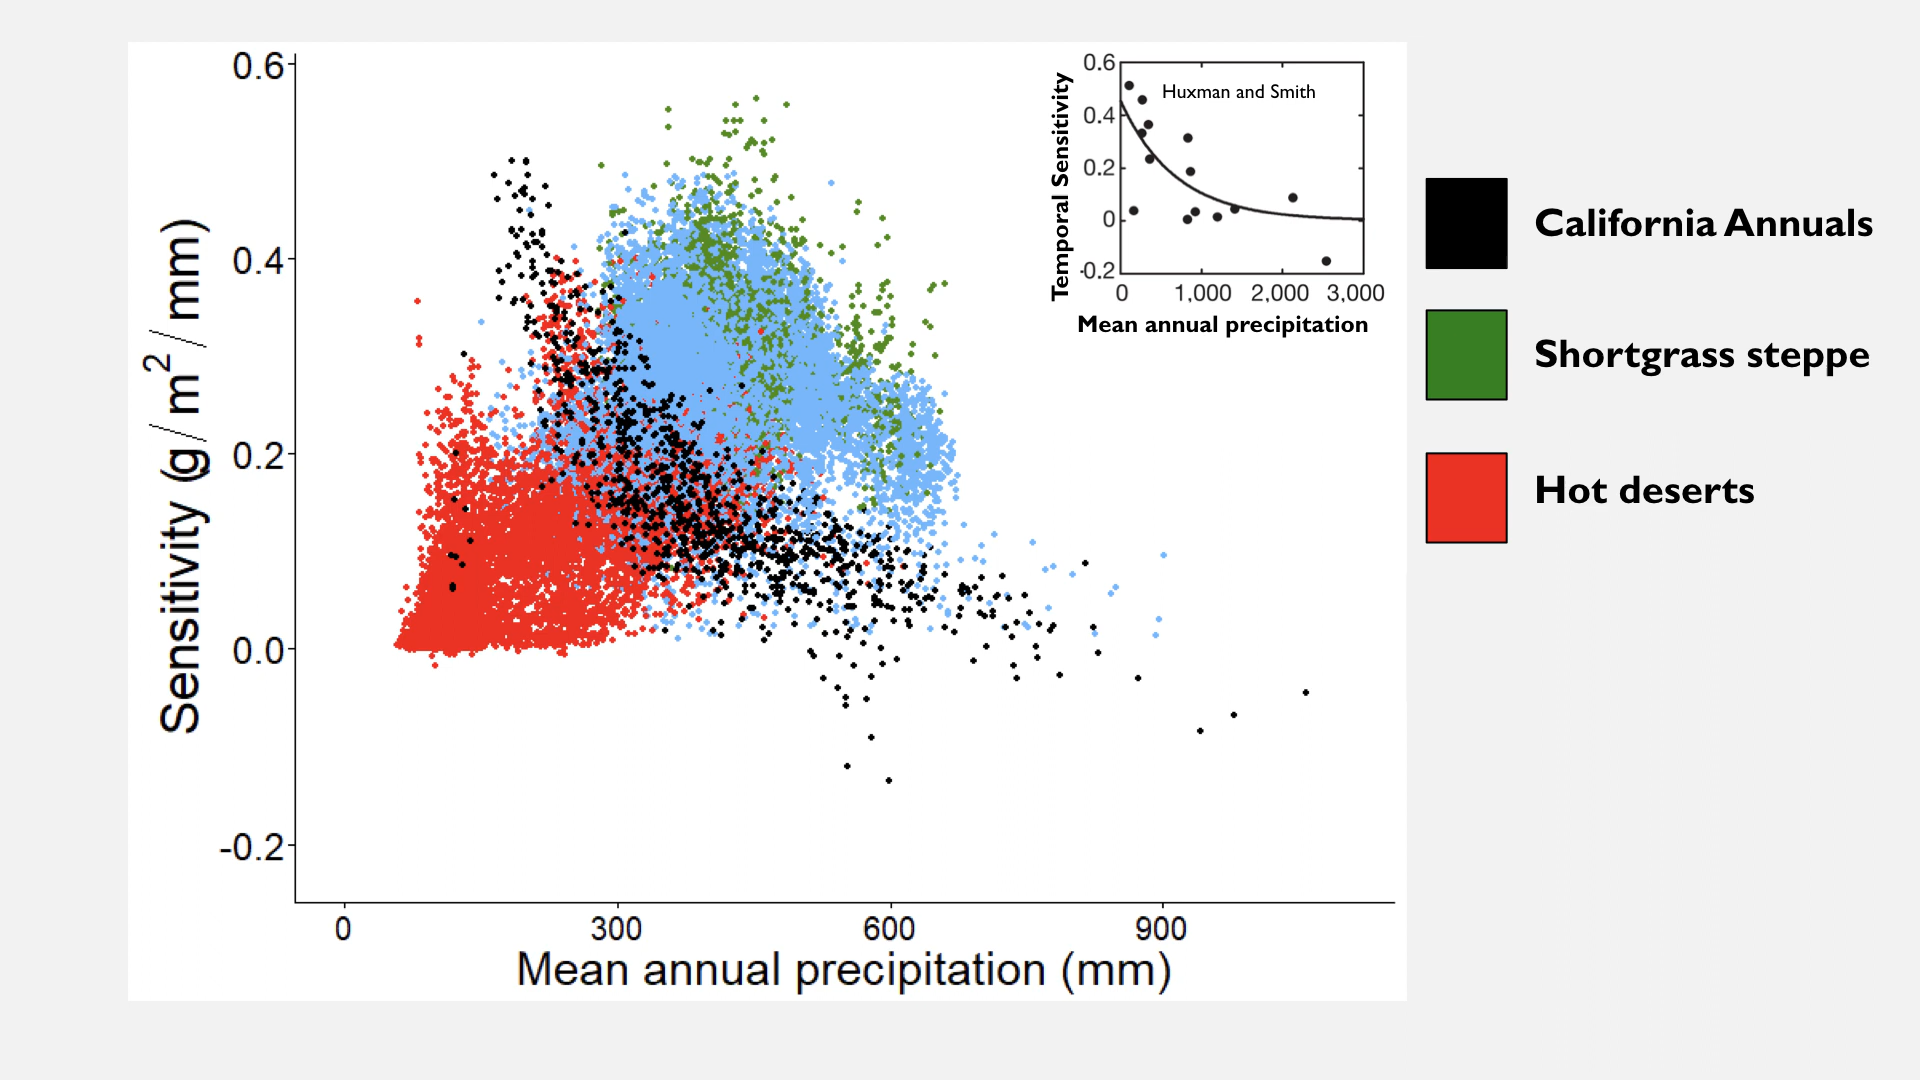 0.6
0.4
0.2
0.0
-0.2
Sensitivity (g / m2 / mm)
0
300
600
900
Mean annual precipitation (mm)
0.6
0.4
0.2
0
-0.2
Temporal Sensitivity
Huxman and Smith
0
1,000
2,000
3,000
Mean annual precipitation
California Annuals
Shortgrass steppe
Hot deserts